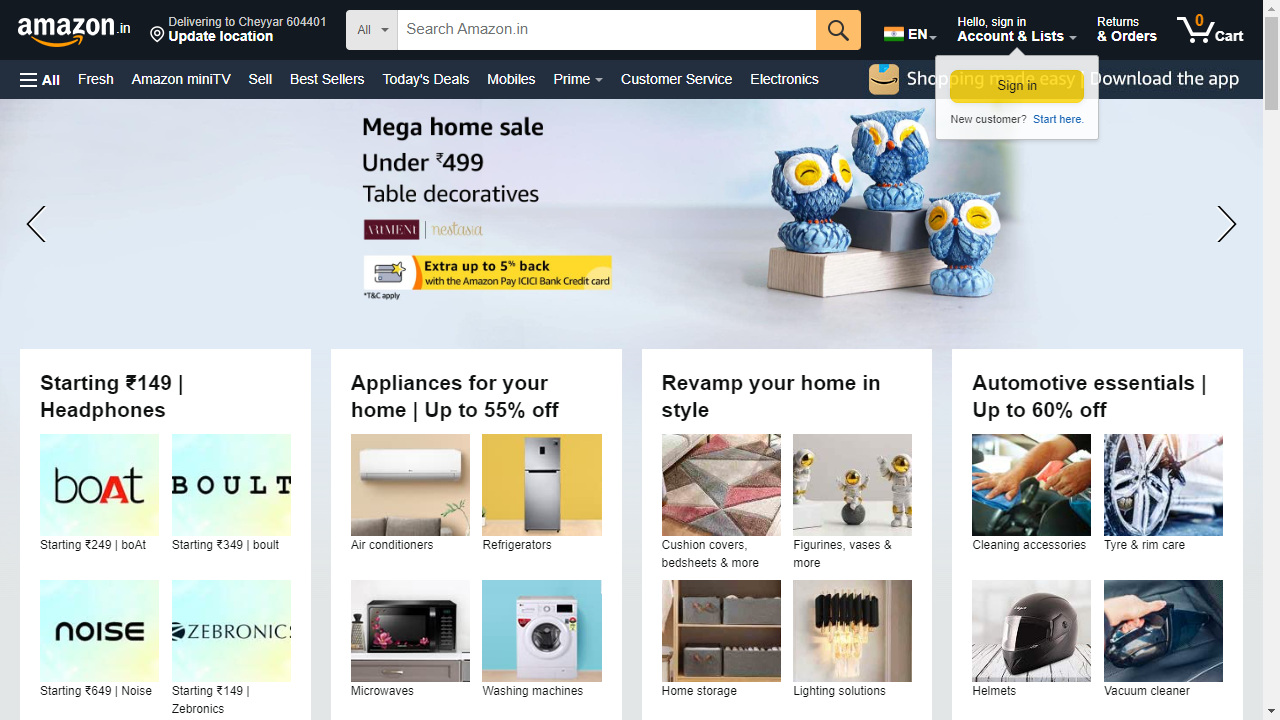 amazon.in
Delivering to Cheyyar 604401
Update location
All
Search Amazon.in
EN
Hello, sign in
Account & Lists
Returns
& Orders
0
Cart
All
Fresh
Amazon miniTV
Sell
Best Sellers
Today's Deals
Mobiles
Prime
Customer Service
Electronics
Shopping made easy | Download the app
Sign in
New customer? Start here.
Mega home sale
Under ₹499
Table decoratives
nestasia
Extra up to 5% back
with the Amazon Pay ICICI Bank Credit card
*T&C apply
Starting ₹149 |
Headphones
boAt
BOULT
Starting ₹249 | boAt
Starting ₹349 | boult
NOISE
ZEBRONICS
Starting ₹649 | Noise
Starting ₹149 |
Zebronics
Appliances for your
home | Up to 55% off
Air conditioners
Refrigerators
Microwaves
Washing machines
Revamp your home in
style
Cushion covers,
bedsheets & more
Figurines, vases &
more
Home storage
Lighting solutions
Automotive essentials |
Up to 60% off
Cleaning accessories
Tyre & rim care
Helmets
Vacuum cleaner